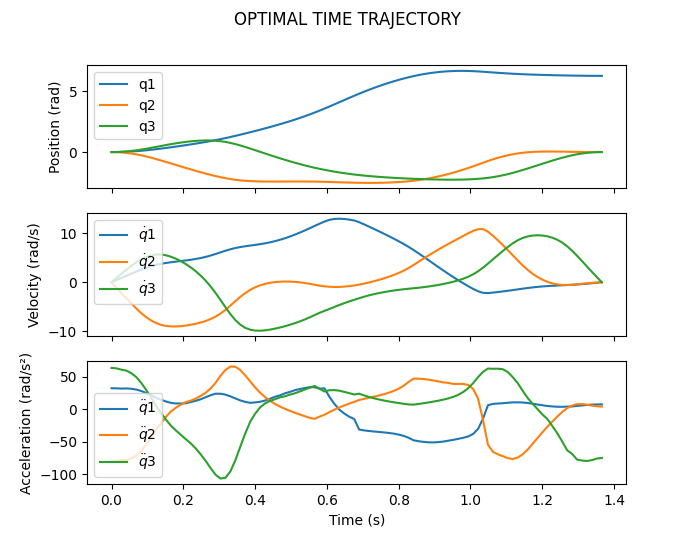 OPTIMAL TIME TRAJECTORY
Position (rad)
5
0
q1
q2
q3
Velocity (rad/s)
10
0
−10
q̇1
q̇2
q̇3
Acceleration (rad/s²)
50
0
−50
−100
q̈1
q̈2
q̈3
0.0 0.2 0.4 0.6 0.8 1.0 1.2 1.4
Time (s)